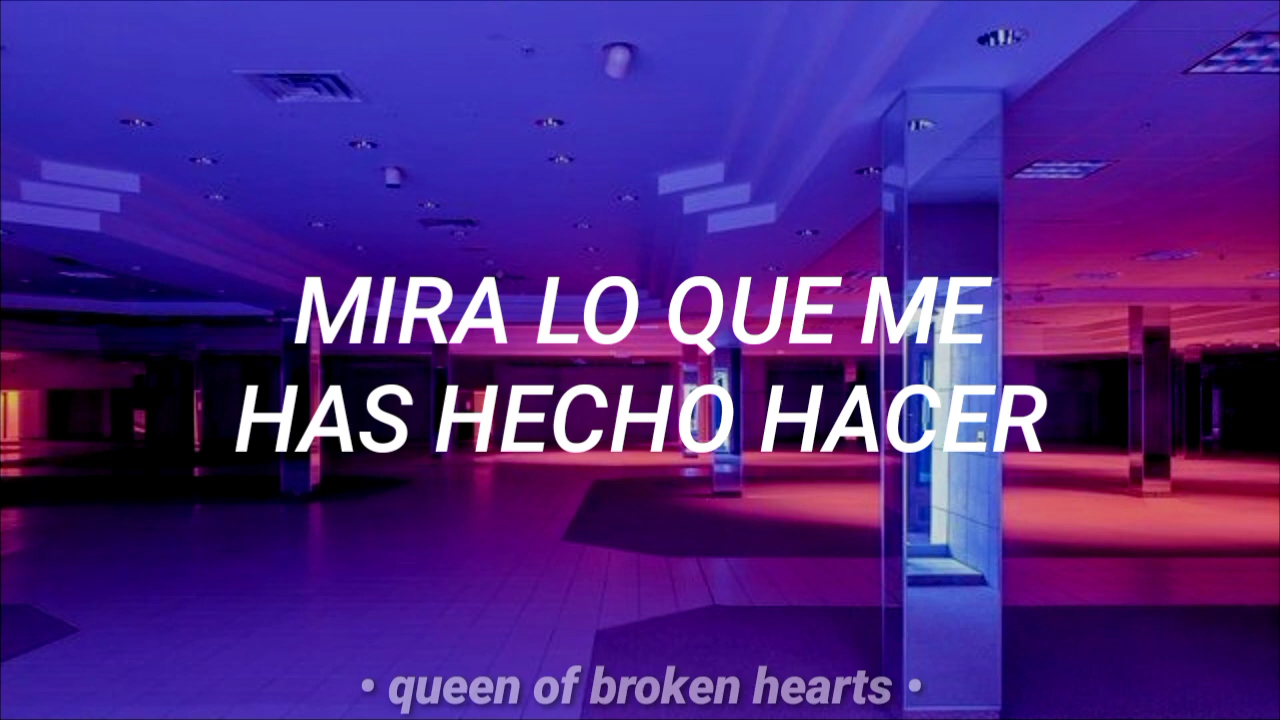 MIRA LO QUE ME
HAS HECHO HACER
• queen of broken hearts •